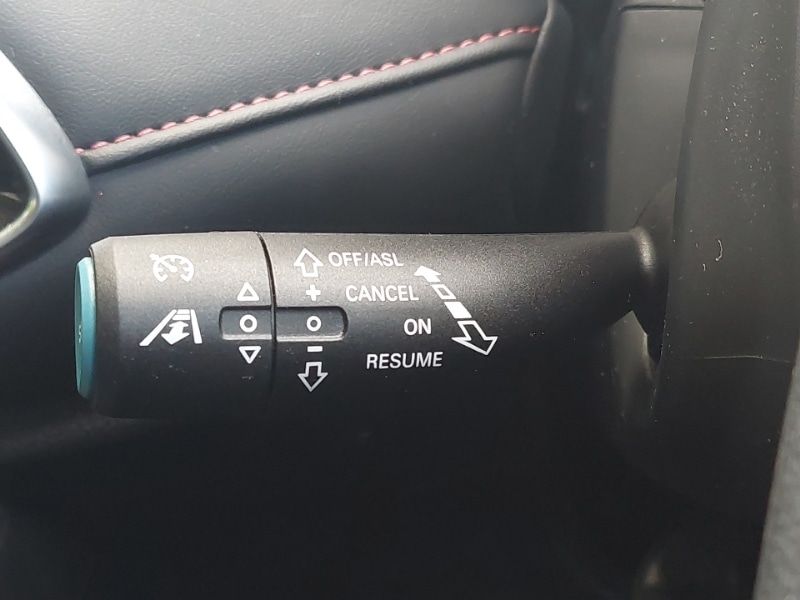 OFF/ASL
+ CANCEL
ON
- RESUME